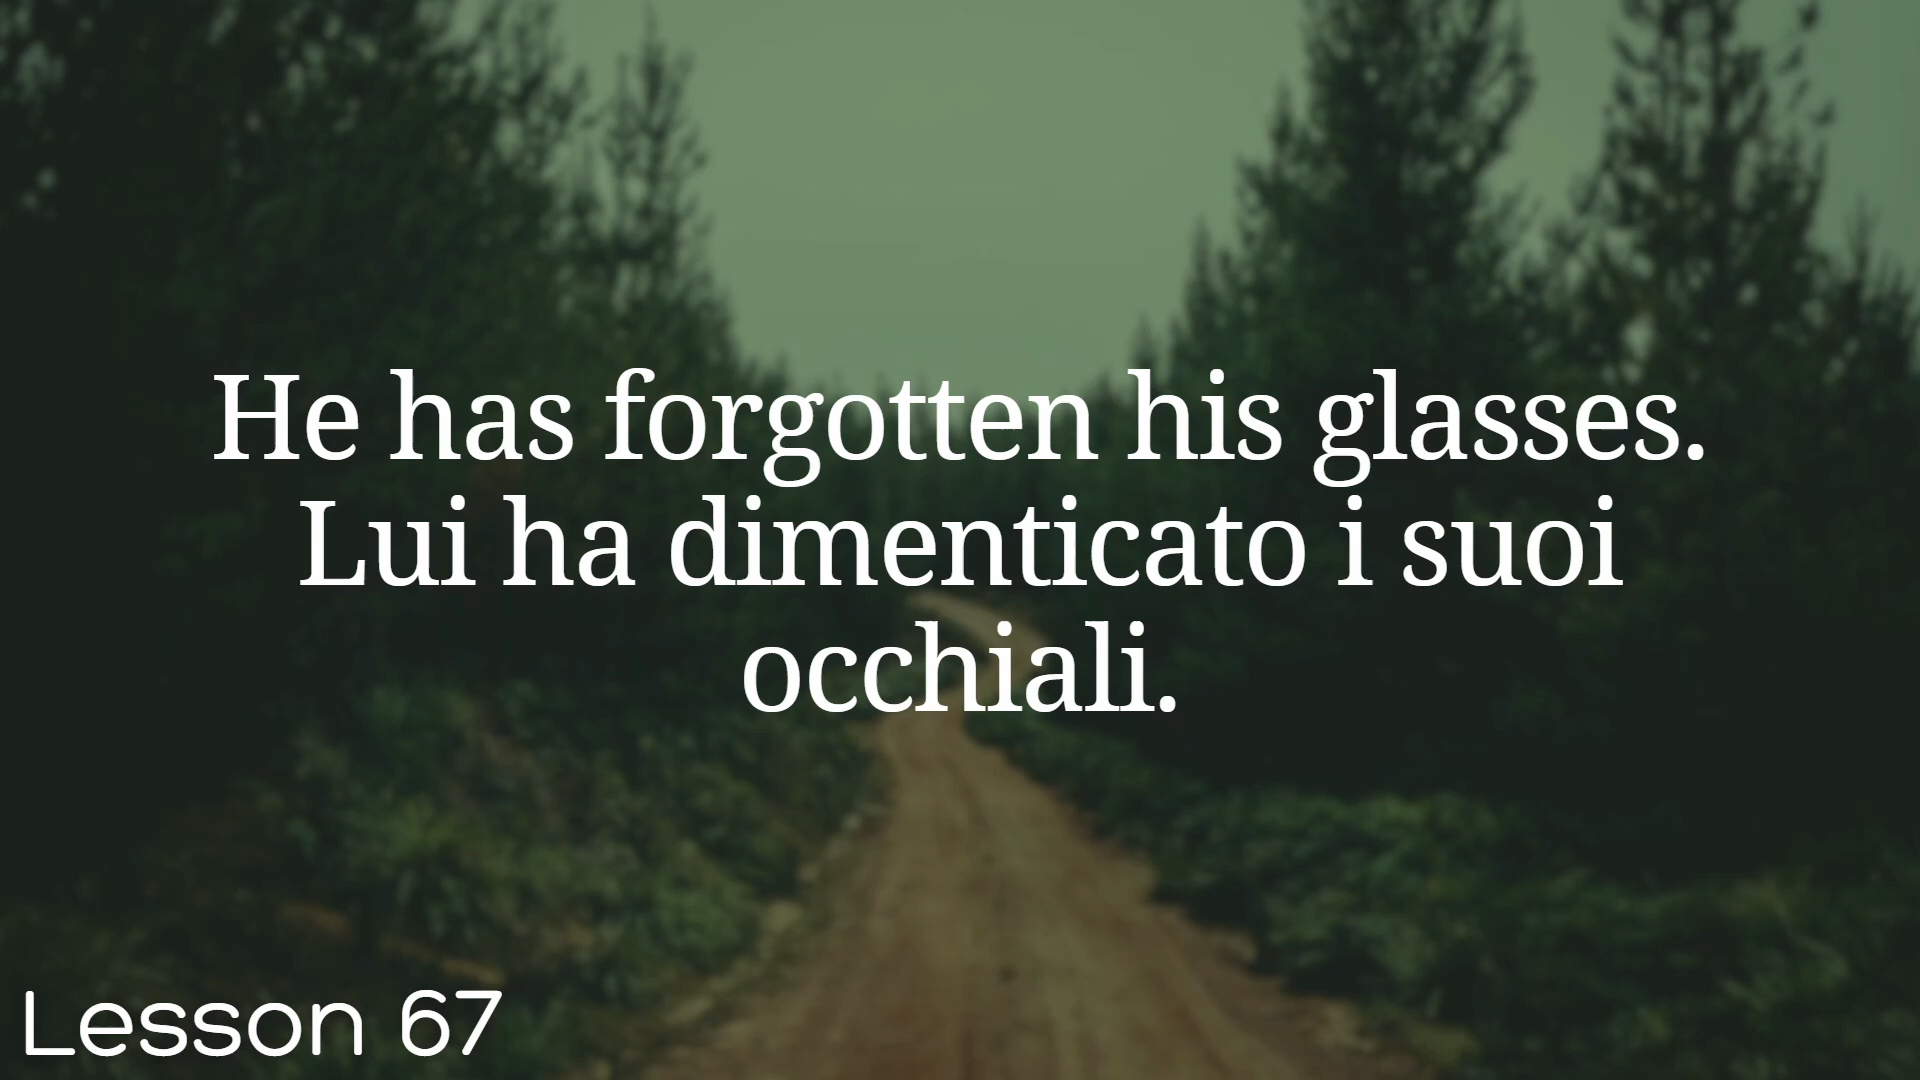 He has forgotten his glasses.
Lui ha dimenticato i suoi
occhiali.
Lesson 67